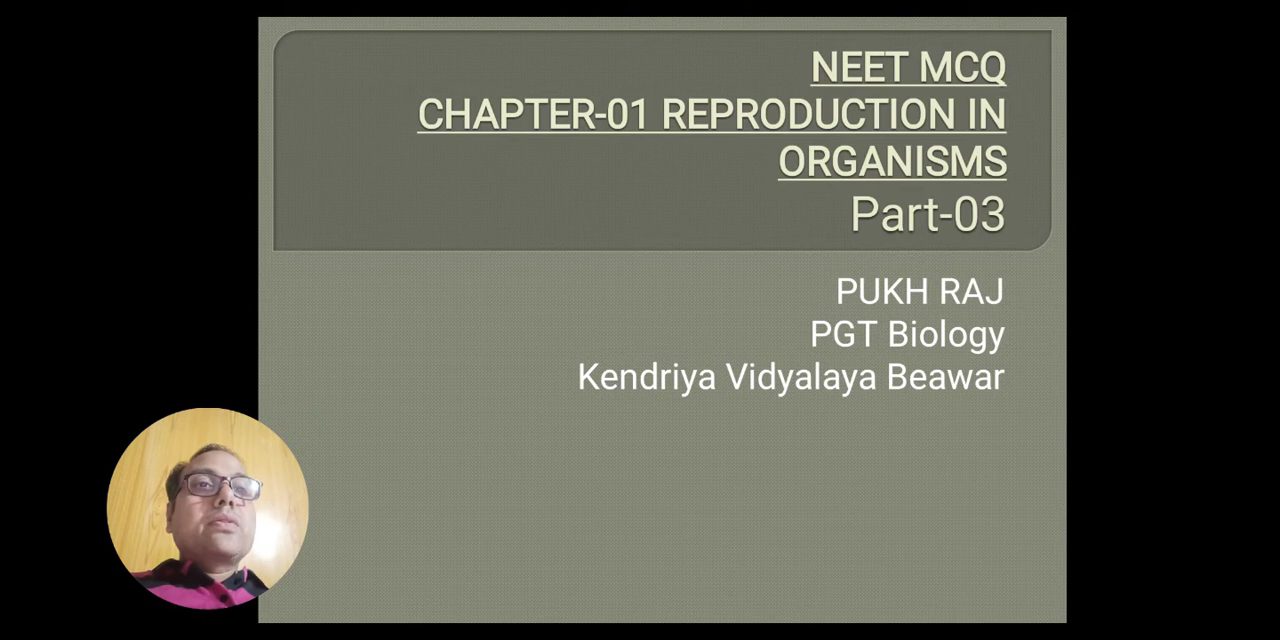 NEET MCQ
CHAPTER-01 REPRODUCTION IN
ORGANISMS
Part-03
PUKH RAJ
PGT Biology
Kendriya Vidyalaya Beawar